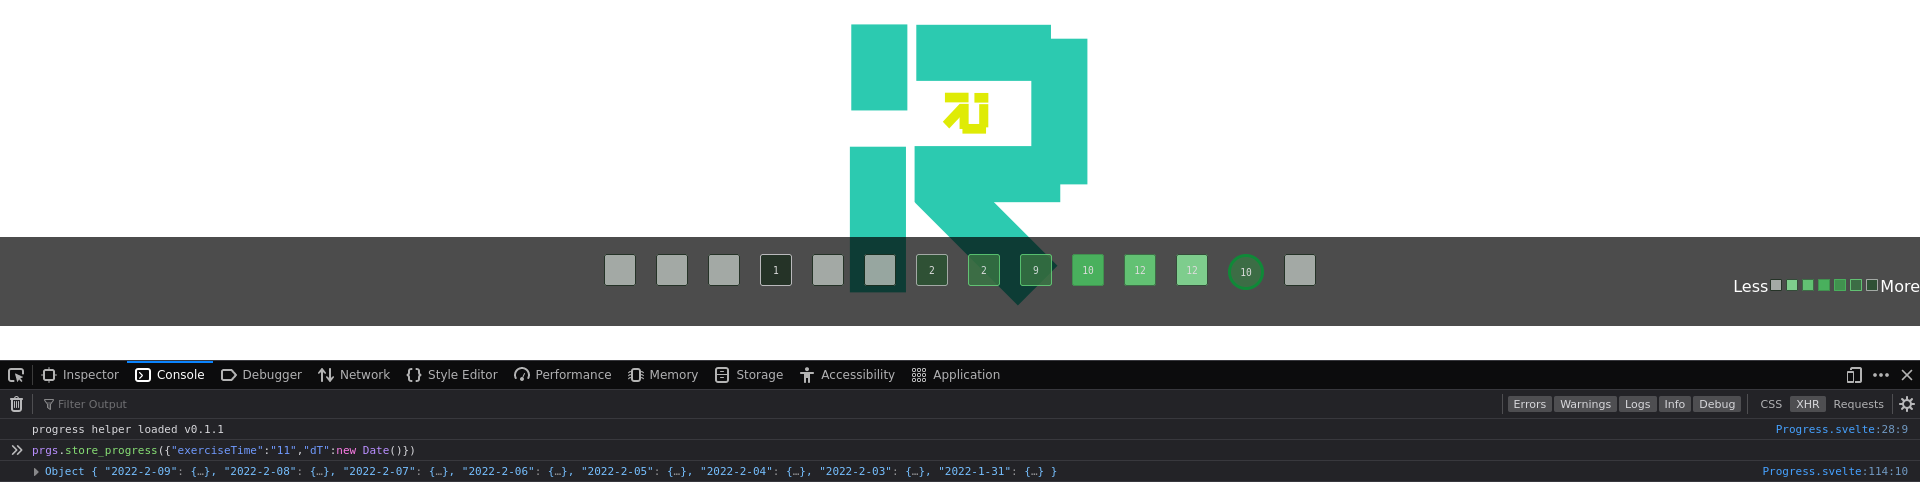 1 2 2 9 10 12 12 10
Less More
Inspector Console Debugger Network Style Editor Performance Memory Storage Accessibility Application
Filter Output Errors Warnings Logs Info Debug CSS XHR Requests
progress helper loaded v0.1.1 Progress.svelte:28:9
prgs.store_progress({"exerciseTime":"11","dT":new Date()})
Object { "2022-2-09": {…}, "2022-2-08": {…}, "2022-2-07": {…}, "2022-2-06": {…}, "2022-2-05": {…}, "2022-2-04": {…}, "2022-2-03": {…}, "2022-1-31": {…} } Progress.svelte:114:10